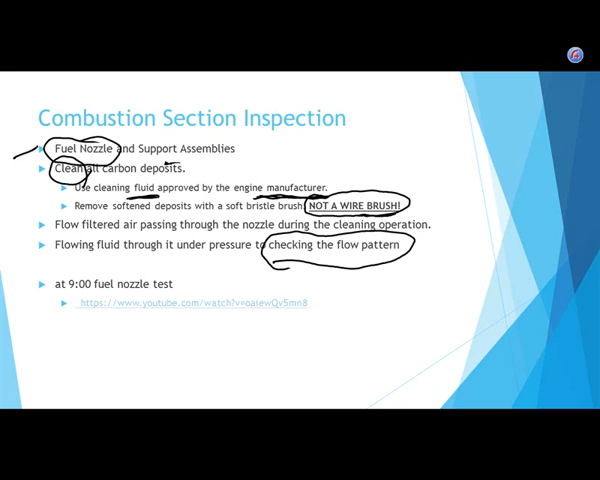 Combustion Section Inspection
Fuel Nozzle and Support Assemblies
Clean all carbon deposits.
Use cleaning fluid approved by the engine manufacturer.
Remove softened deposits with a soft bristle brush. NOT A WIRE BRUSH!
Flow filtered air passing through the nozzle during the cleaning operation.
Flowing fluid through it under pressure to checking the flow pattern
at 9:00 fuel nozzle test
https://www.youtube.com/watch?v=oaiewQv5mn8